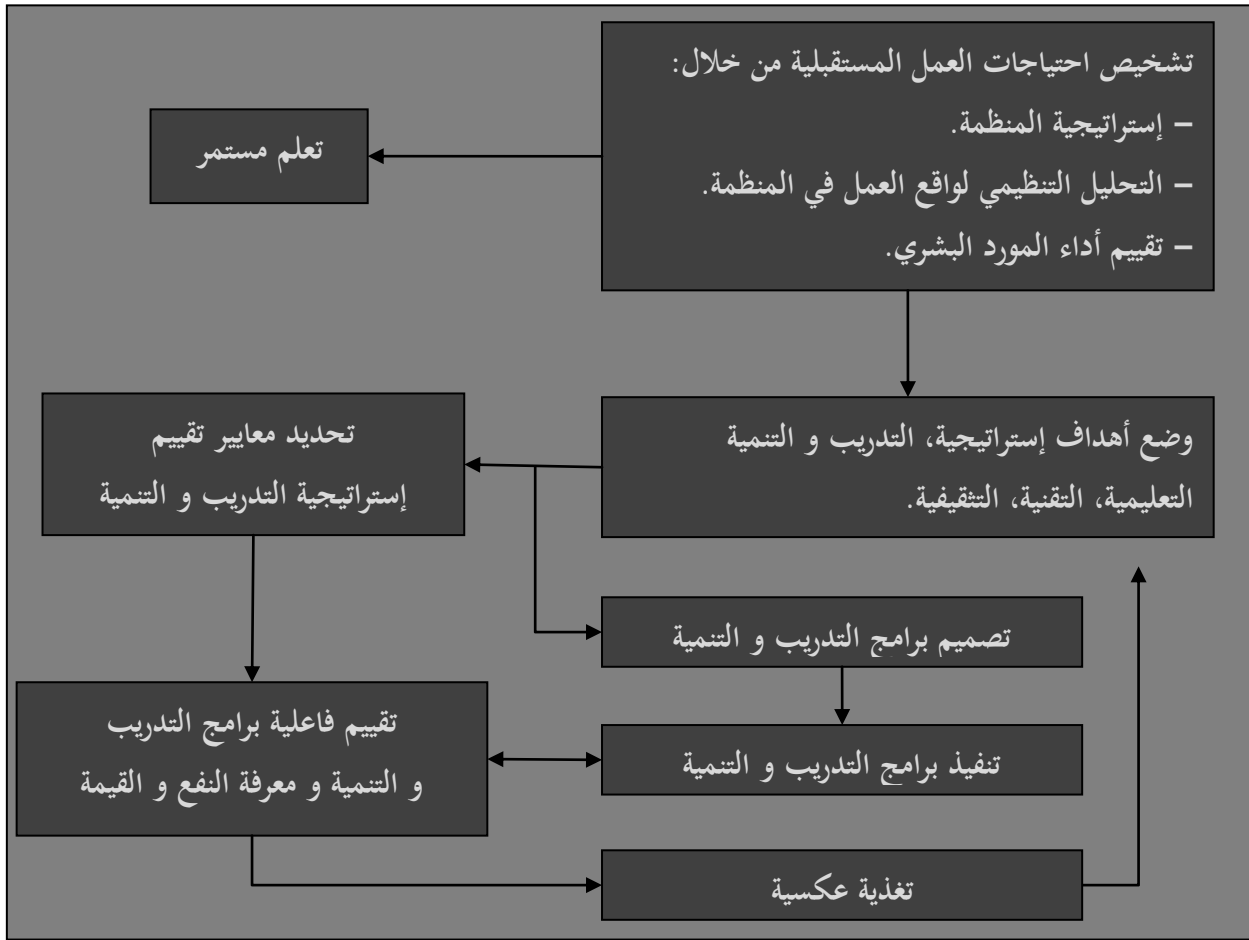 تشخيص احتياجات العمل المستقبلية من خلال:
– إستراتيجية المنظمة.
– التحليل التنظيمي لواقع العمل في المنظمة.
– تقييم أداء المورد البشري.
تعلم مستمر
وضع أهداف إستراتيجية، التدريب و التنمية
التعليمية، التقنية، التثقيفية.
تحديد معايير تقييم
إستراتيجية التدريب و التنمية
تصميم برامج التدريب و التنمية
تقييم فاعلية برامج التدريب
و التنمية و معرفة النفع و القيمة
تنفيذ برامج التدريب و التنمية
تغذية عكسية